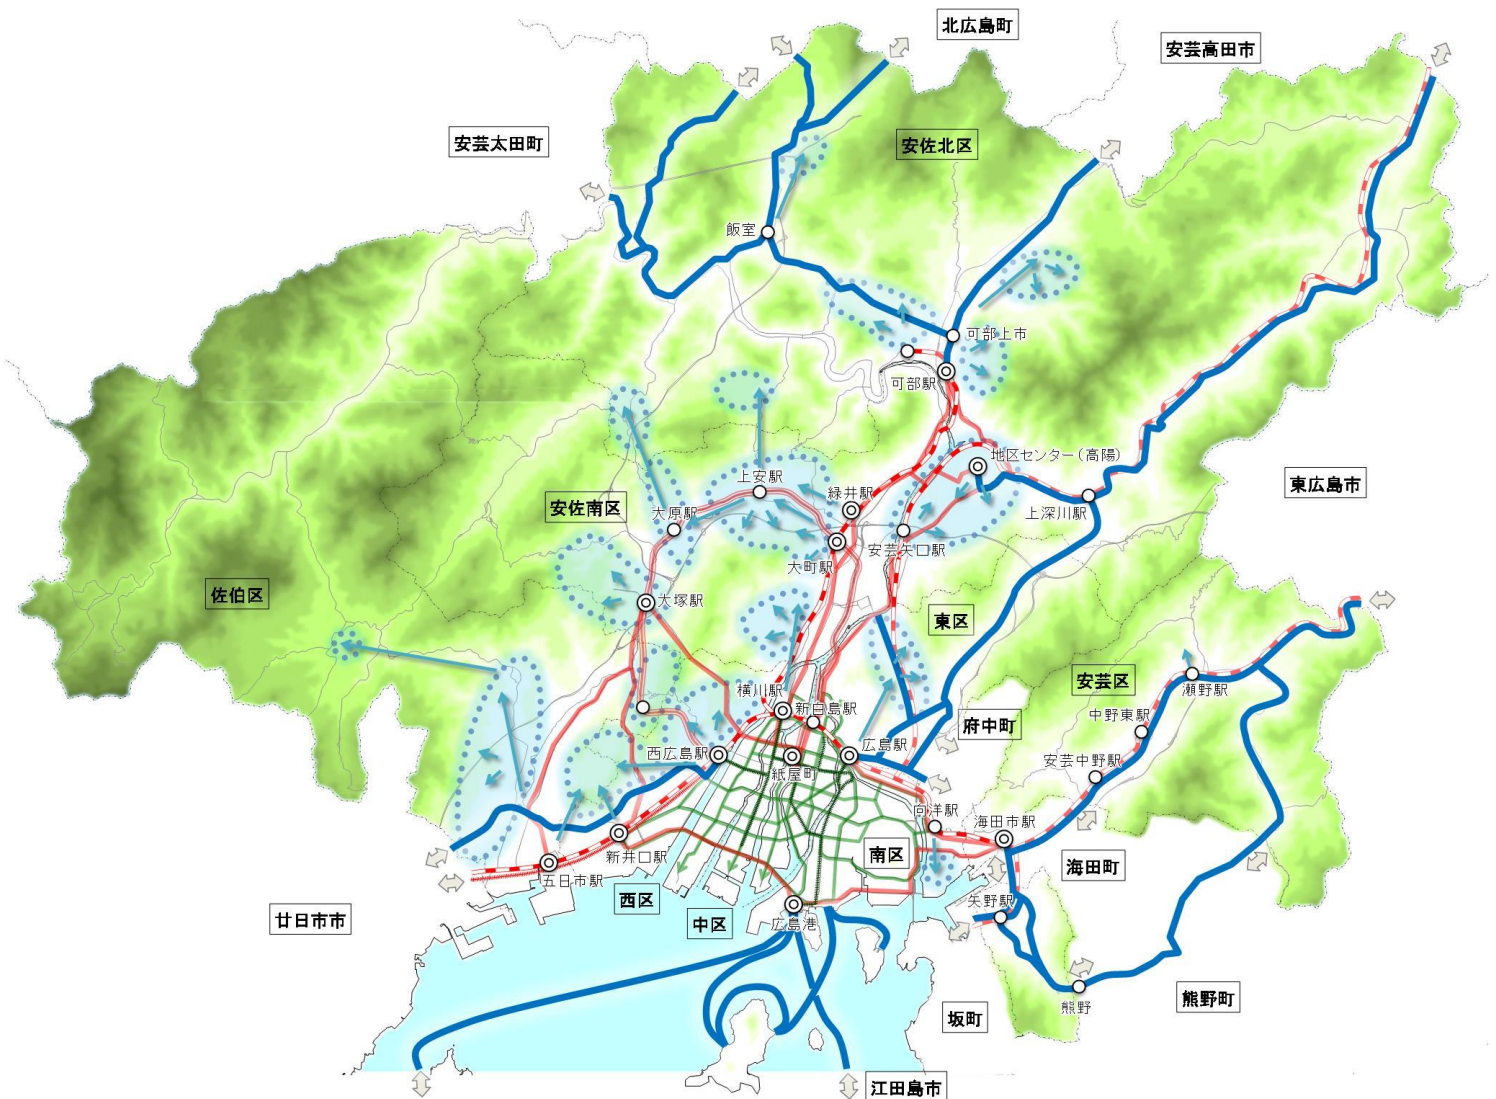 北広島町
安芸高田市
安芸太田町
安佐北区
飯室
可部上市
可部駅
地区センター(高陽)
上安駅
緑井駅
東広島市
安佐南区
大原駅
上深川駅
安芸矢口駅
大町駅
佐伯区
大塚駅
東区
安芸区
瀬野駅
横川駅
新白島駅
中野東駅
府中町
西広島駅
広島駅
安芸中野駅
紙屋町
向洋駅
海田市駅
新井口駅
南区
海田町
五日市駅
西区
矢野駅
廿日市市
中区
広島港
熊野町
熊野
坂町
江田島市